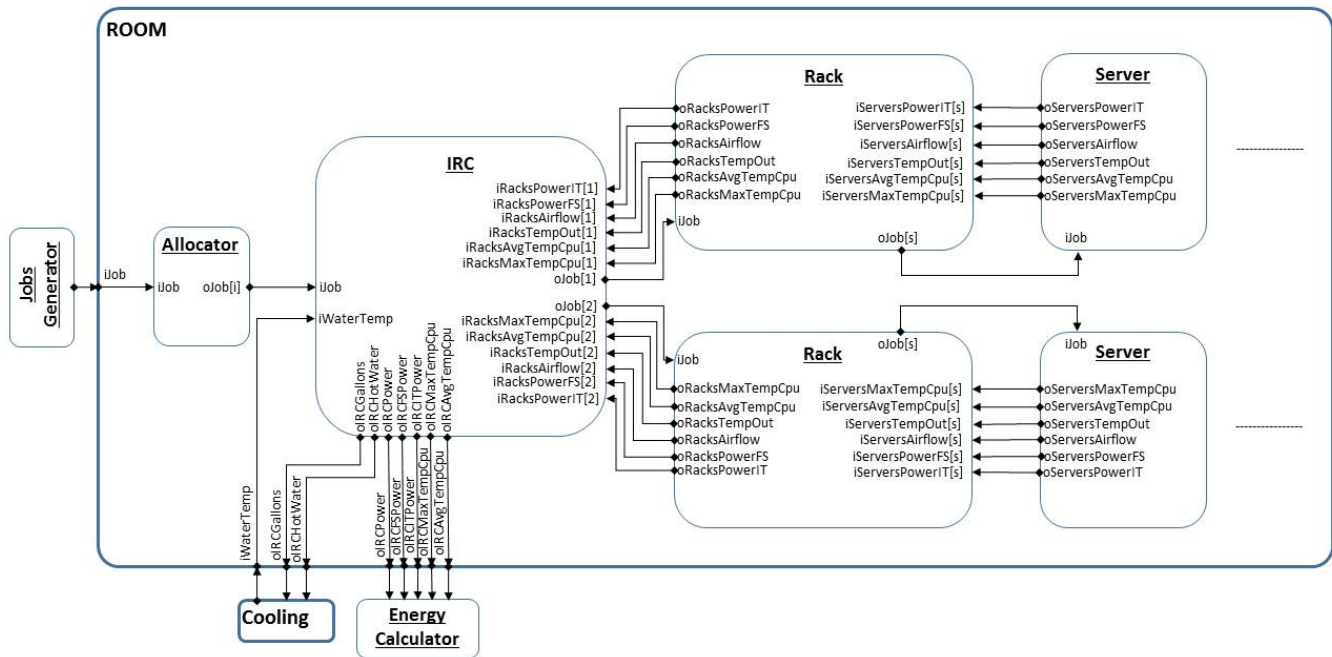 ROOM
Jobs
Generator
iJob
Allocator
iJob
oJob[i]
IRC
iJob
iWaterTemp
iRacksPowerIT[1]
iRacksPowerFS[1]
iRacksAirflow[1]
iRacksTempOut[1]
iRacksAvgTempCpu[1]
iRacksMaxTempCpu[1]
oJob[1]
oJob[2]
iRacksMaxTempCpu[2]
iRacksAvgTempCpu[2]
iRacksTempOut[2]
iRacksAirflow[2]
iRacksPowerFS[2]
iRacksPowerIT[2]
oIRCGallons
oIRCHotWater
oIRCPower
oIRCFSPower
oIRCITPower
oIRCMaxTempCpu
oIRCAvgTempCpu
Rack
oRacksPowerIT
oRacksPowerFS
oRacksAirflow
oRacksTempOut
oRacksAvgTempCpu
oRacksMaxTempCpu
iJob
iServersPowerIT[s]
iServersPowerFS[s]
iServersAirflow[s]
iServersTempOut[s]
iServersAvgTempCpu[s]
iServersMaxTempCpu[s]
oJob[s]
Server
oServersPowerIT
oServersPowerFS
oServersAirflow
oServersTempOut
oServersAvgTempCpu
oServersMaxTempCpu
iJob
Rack
oJob[s]
iJob
oRacksMaxTempCpu
oRacksAvgTempCpu
oRacksTempOut
oRacksAirflow
oRacksPowerFS
oRacksPowerIT
iServersMaxTempCpu[s]
iServersAvgTempCpu[s]
iServersTempOut[s]
iServersAirflow[s]
iServersPowerFS[s]
iServersPowerIT[s]
iJob
Server
oServersMaxTempCpu
oServersAvgTempCpu
oServersTempOut
oServersAirflow
oServersPowerFS
oServersPowerIT
iWaterTemp
oIRCGallons
oIRCHotWater
oIRCPower
oIRCFSPower
oIRCITPower
oIRCMaxTempCpu
oIRCAvgTempCpu
Cooling
Energy
Calculator